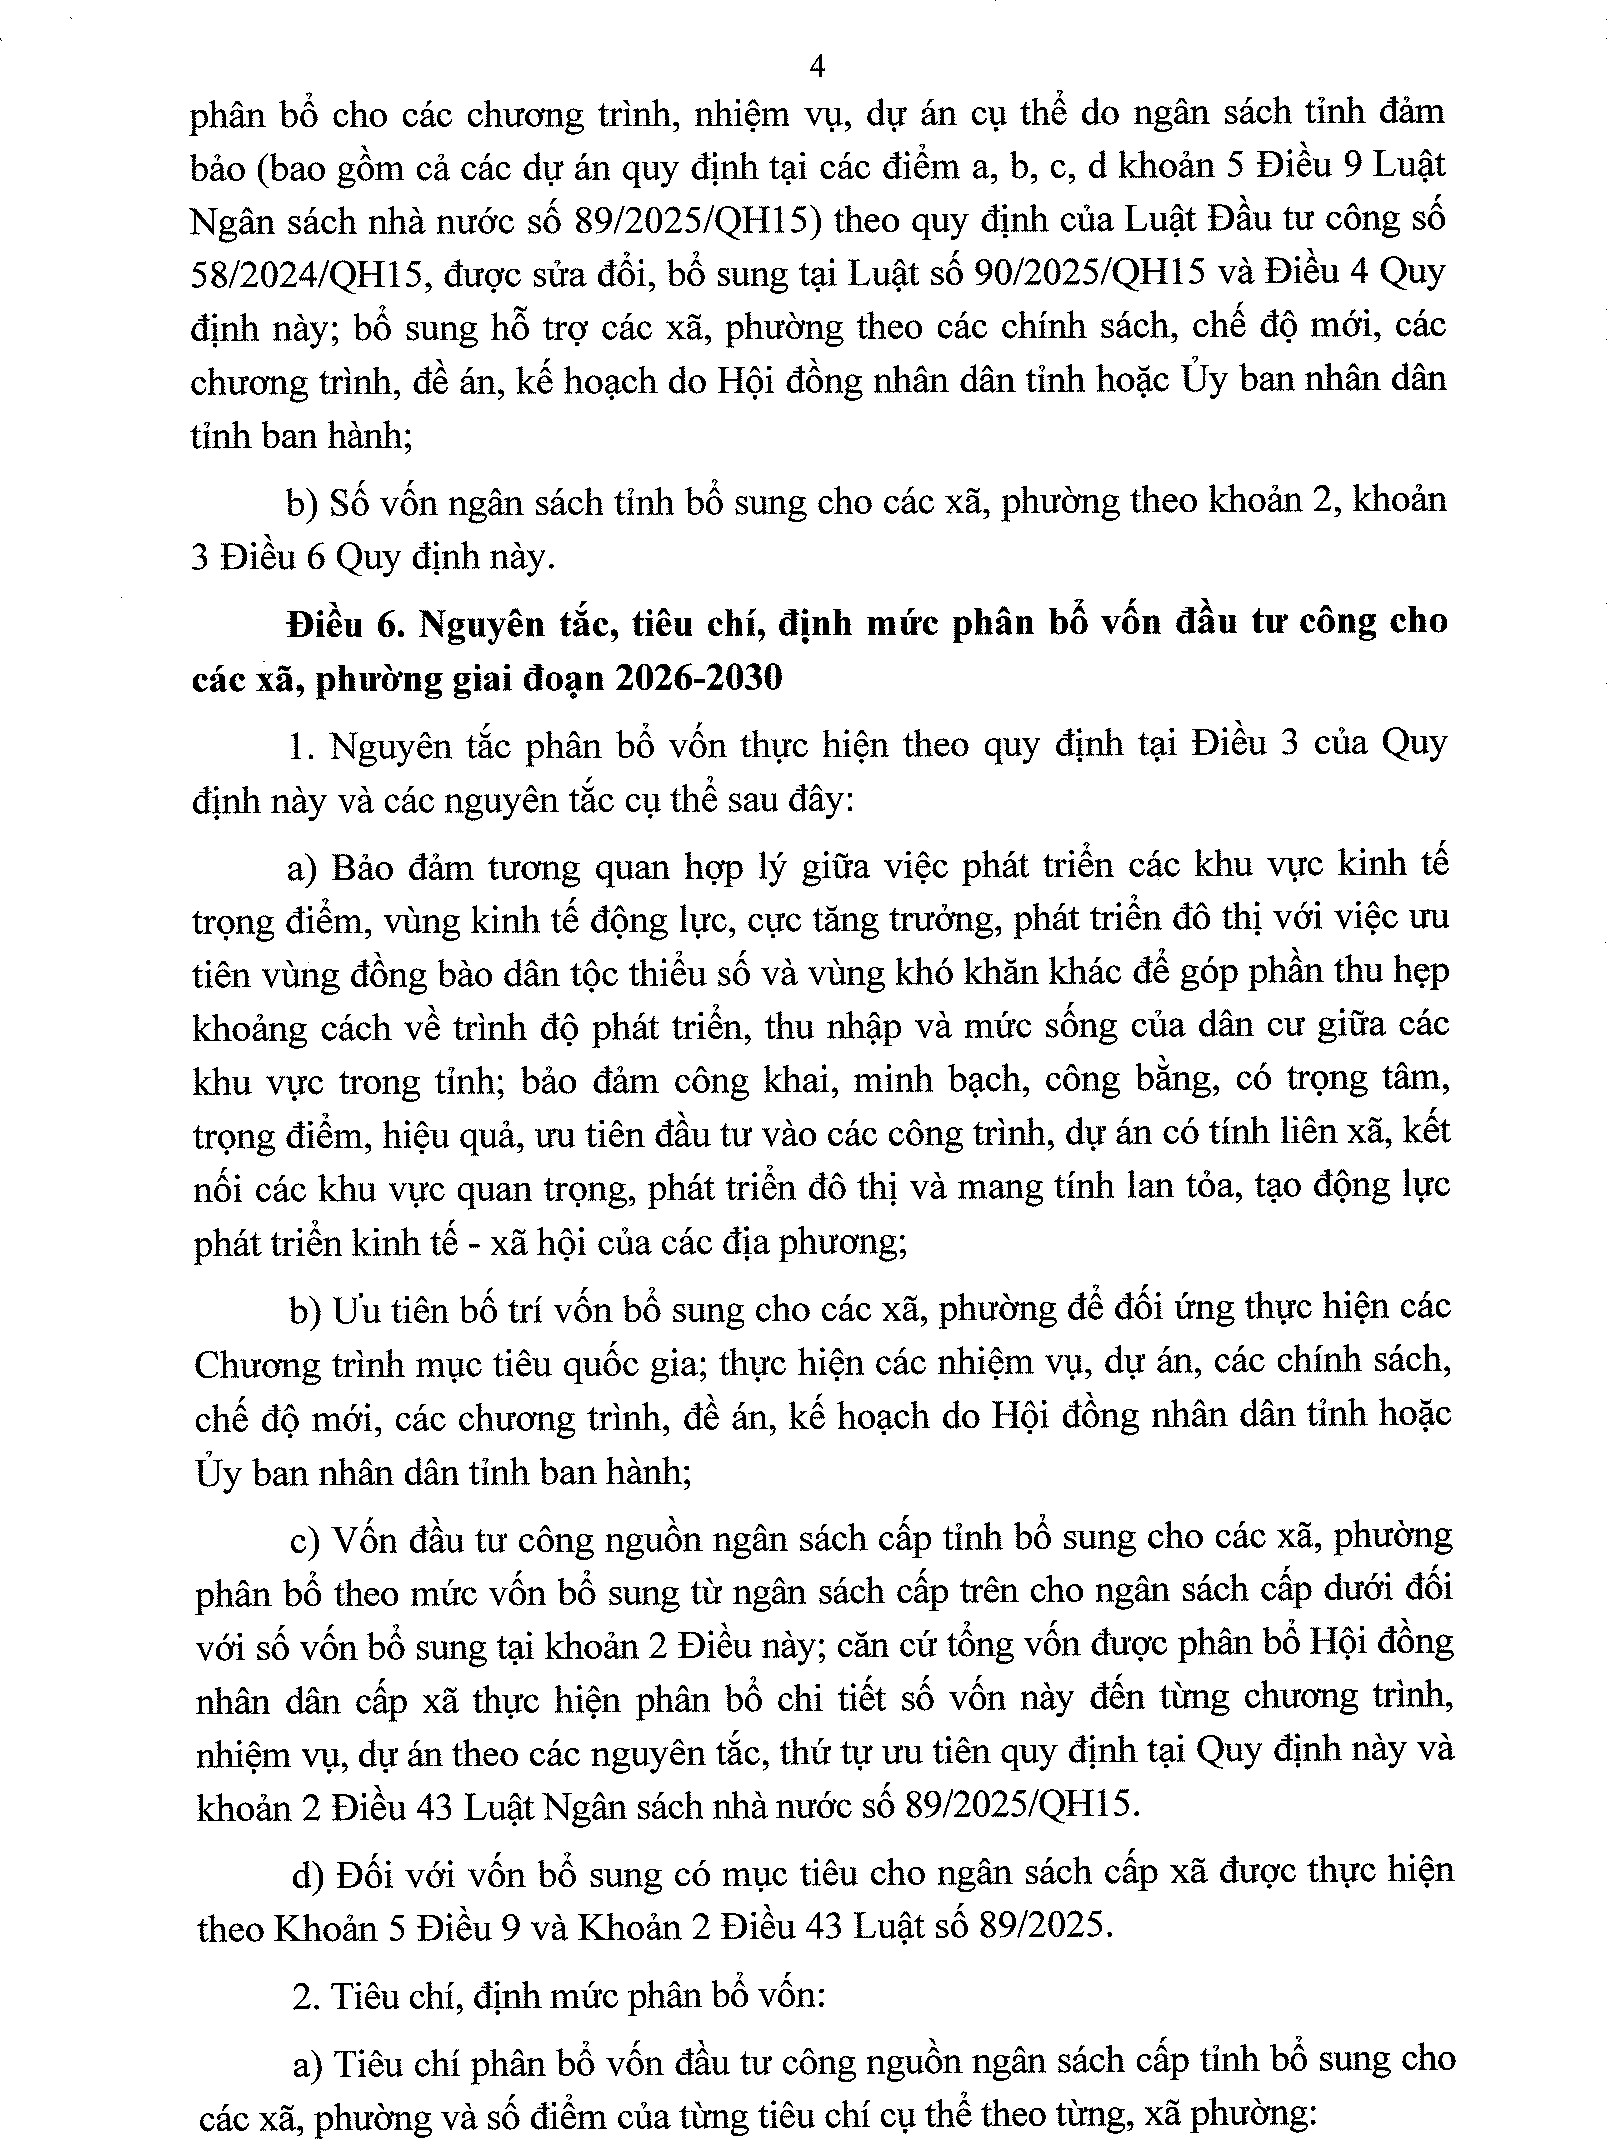 4
phân bổ cho các chương trình, nhiệm vụ, dự án cụ thể do ngân sách tỉnh đảm
bảo (bao gồm cả các dự án quy định tại các điểm a, b, c, d khoản 5 Điều 9 Luật
Ngân sách nhà nước số 89/2025/QH15) theo quy định của Luật Đầu tư công số
58/2024/QH15, được sửa đổi, bổ sung tại Luật số 90/2025/QH15 và Điều 4 Quy
định này; bổ sung hỗ trợ các xã, phường theo các chính sách, chế độ mới, các
chương trình, đề án, kế hoạch do Hội đồng nhân dân tỉnh hoặc Ủy ban nhân dân
tỉnh ban hành;
b) Số vốn ngân sách tỉnh bổ sung cho các xã, phường theo khoản 2, khoản
3 Điều 6 Quy định này.
Điều 6. Nguyên tắc, tiêu chí, định mức phân bổ vốn đầu tư công cho
các xã, phường giai đoạn 2026-2030
1. Nguyên tắc phân bổ vốn thực hiện theo quy định tại Điều 3 của Quy
định này và các nguyên tắc cụ thể sau đây:
a) Bảo đảm tương quan hợp lý giữa việc phát triển các khu vực kinh tế
trọng điểm, vùng kinh tế động lực, cực tăng trưởng, phát triển đô thị với việc ưu
tiên vùng đồng bào dân tộc thiểu số và vùng khó khăn khác để góp phần thu hẹp
khoảng cách về trình độ phát triển, thu nhập và mức sống của dân cư giữa các
khu vực trong tỉnh; bảo đảm công khai, minh bạch, công bằng, có trọng tâm,
trọng điểm, hiệu quả, ưu tiên đầu tư vào các công trình, dự án có tính liên xã, kết
nối các khu vực quan trọng, phát triển đô thị và mang tính lan tỏa, tạo động lực
phát triển kinh tế - xã hội của các địa phương;
b) Ưu tiên bố trí vốn bổ sung cho các xã, phường để đối ứng thực hiện các
Chương trình mục tiêu quốc gia; thực hiện các nhiệm vụ, dự án, các chính sách,
chế độ mới, các chương trình, đề án, kế hoạch do Hội đồng nhân dân tỉnh hoặc
Ủy ban nhân dân tỉnh ban hành;
c) Vốn đầu tư công nguồn ngân sách cấp tỉnh bổ sung cho các xã, phường
phân bổ theo mức vốn bổ sung từ ngân sách cấp trên cho ngân sách cấp dưới đối
với số vốn bổ sung tại khoản 2 Điều này; căn cứ tổng vốn được phân bổ Hội đồng
nhân dân cấp xã thực hiện phân bổ chi tiết số vốn này đến từng chương trình,
nhiệm vụ, dự án theo các nguyên tắc, thứ tự ưu tiên quy định tại Quy định này và
khoản 2 Điều 43 Luật Ngân sách nhà nước số 89/2025/QH15.
d) Đối với vốn bổ sung có mục tiêu cho ngân sách cấp xã được thực hiện
theo Khoản 5 Điều 9 và Khoản 2 Điều 43 Luật số 89/2025.
2. Tiêu chí, định mức phân bổ vốn:
a) Tiêu chí phân bổ vốn đầu tư công nguồn ngân sách cấp tỉnh bổ sung cho
các xã, phường và số điểm của từng tiêu chí cụ thể theo từng, xã phường: